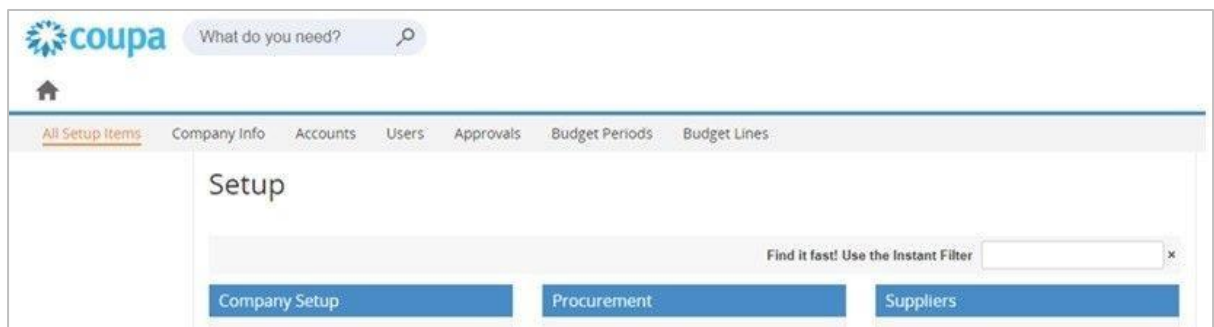 coupa What do you need?
All Setup Items Company Info Accounts Users Approvals Budget Periods Budget Lines
Setup
Find it fast! Use the Instant Filter ×
Company Setup Procurement Suppliers